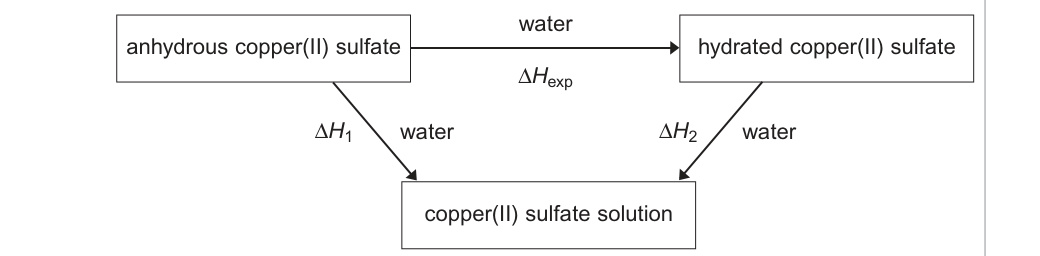 water
anhydrous copper(II) sulfate
hydrated copper(II) sulfate
ΔHexp
ΔH1
water
ΔH2
water
copper(II) sulfate solution